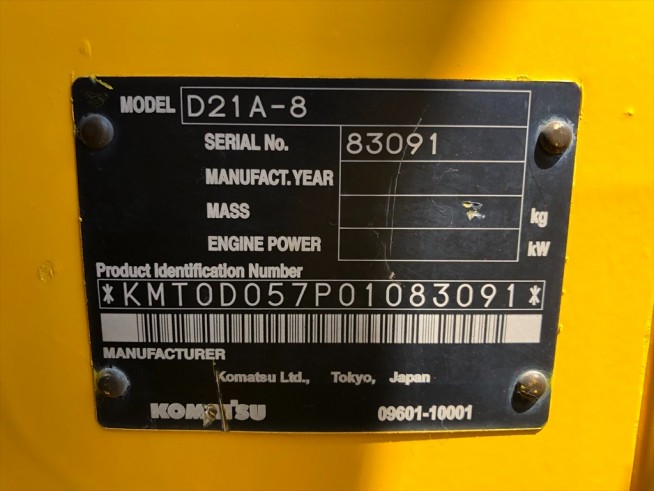 MODEL D21A-8
SERIAL No. 83091
MANUFACT.YEAR
MASS kg
ENGINE POWER kW
Product Identification Number
*KMT0D057P01083091*
MANUFACTURER
Komatsu Ltd., Tokyo, Japan
KOMATSU 09601-10001